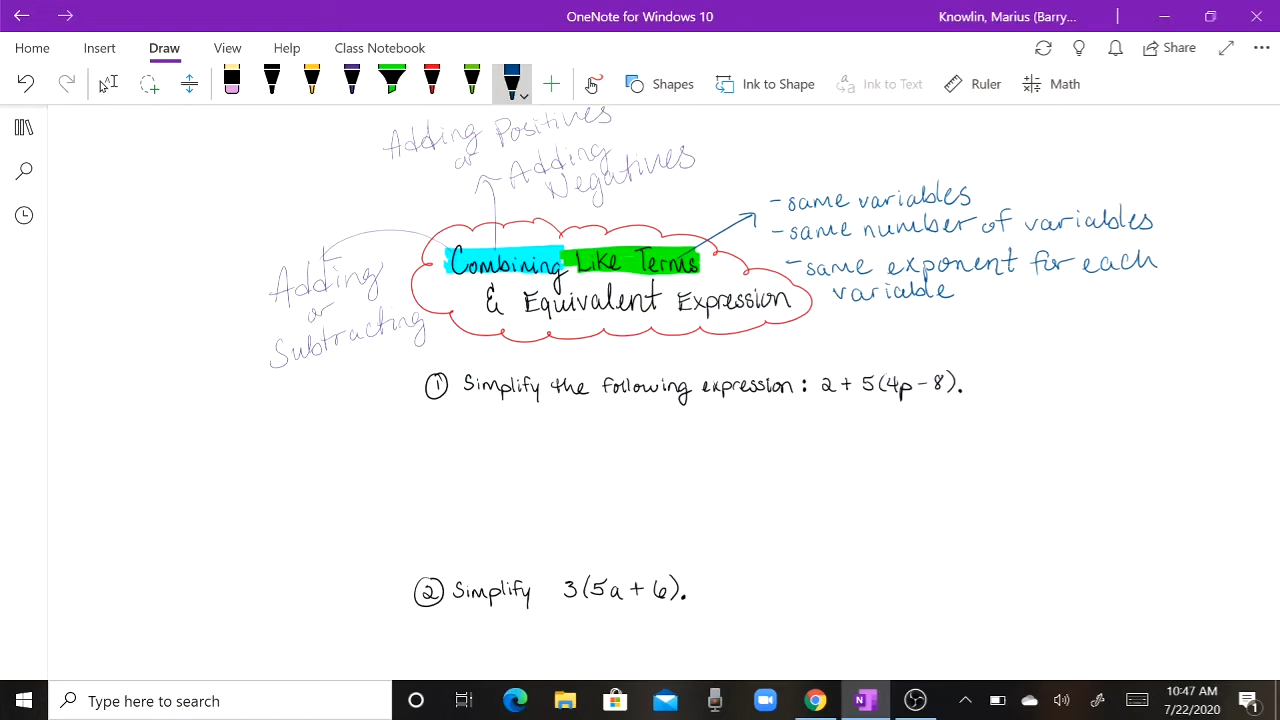 OneNote for Windows 10
Knowlin, Marius (Barry...
Home Insert Draw View Help Class Notebook
Share
Shapes Ink to Shape Ink to Text Ruler Math
Adding Positives
or
Adding
Negatives
- same variables
- same number of variables
- same exponent for each
variable
Combining Like Terms
& Equivalent Expression
Adding
or
Subtracting
① Simplify the following expression: 2 + 5(4p - 8).
② Simplify 3(5a + 6).
Type here to search
10:47 AM
7/22/2020
1